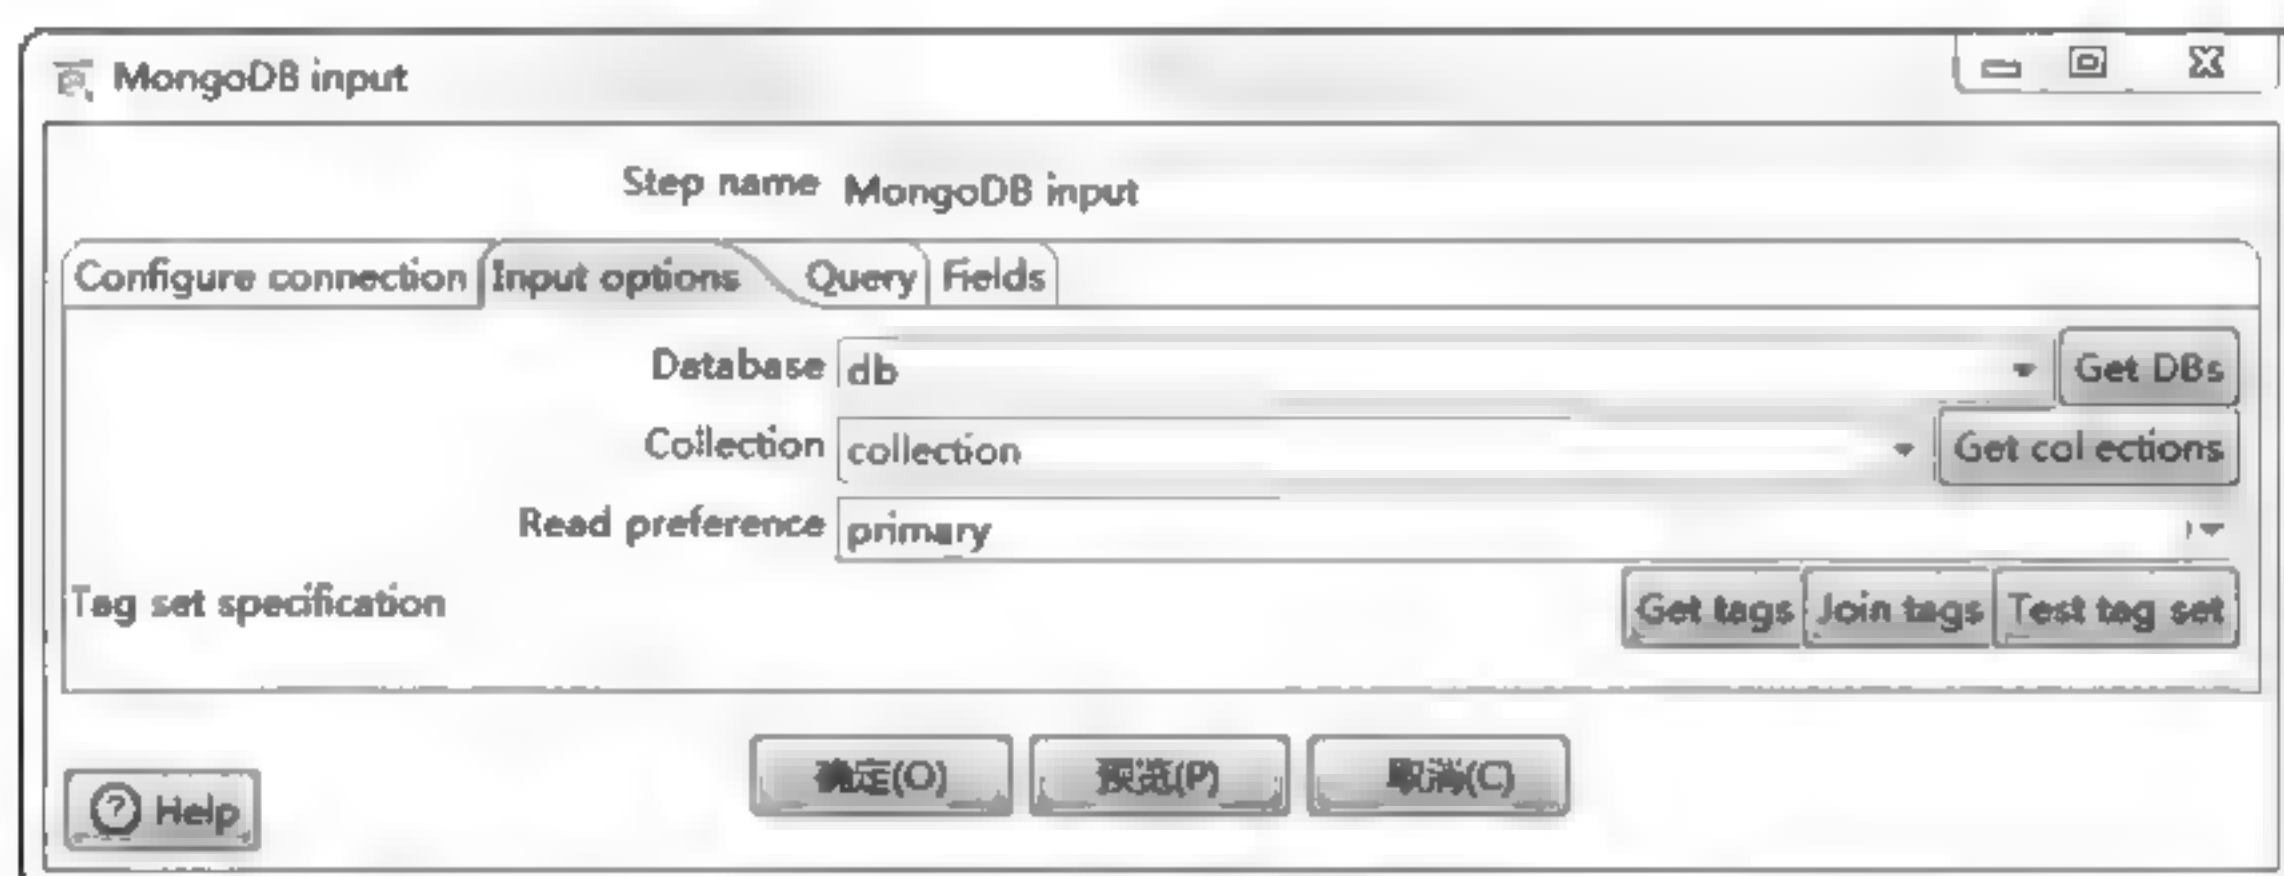 MongoDB input
Step name MongoDB input
Configure connection Input options Query Fields
Database db Get DBs
Collection collection Get col ections
Read preference primary
Tag set specification Get tags Join tags Test tag set
确定(O) 预览(P) 取消(C)
Help